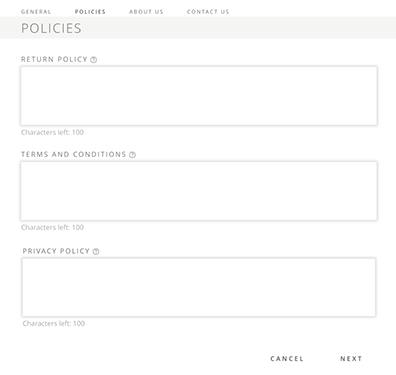 GENERAL POLICIES ABOUT US CONTACT US
POLICIES
RETURN POLICY ?
Characters left: 100
TERMS AND CONDITIONS ?
Characters left: 100
PRIVACY POLICY ?
Characters left: 100
CANCEL NEXT